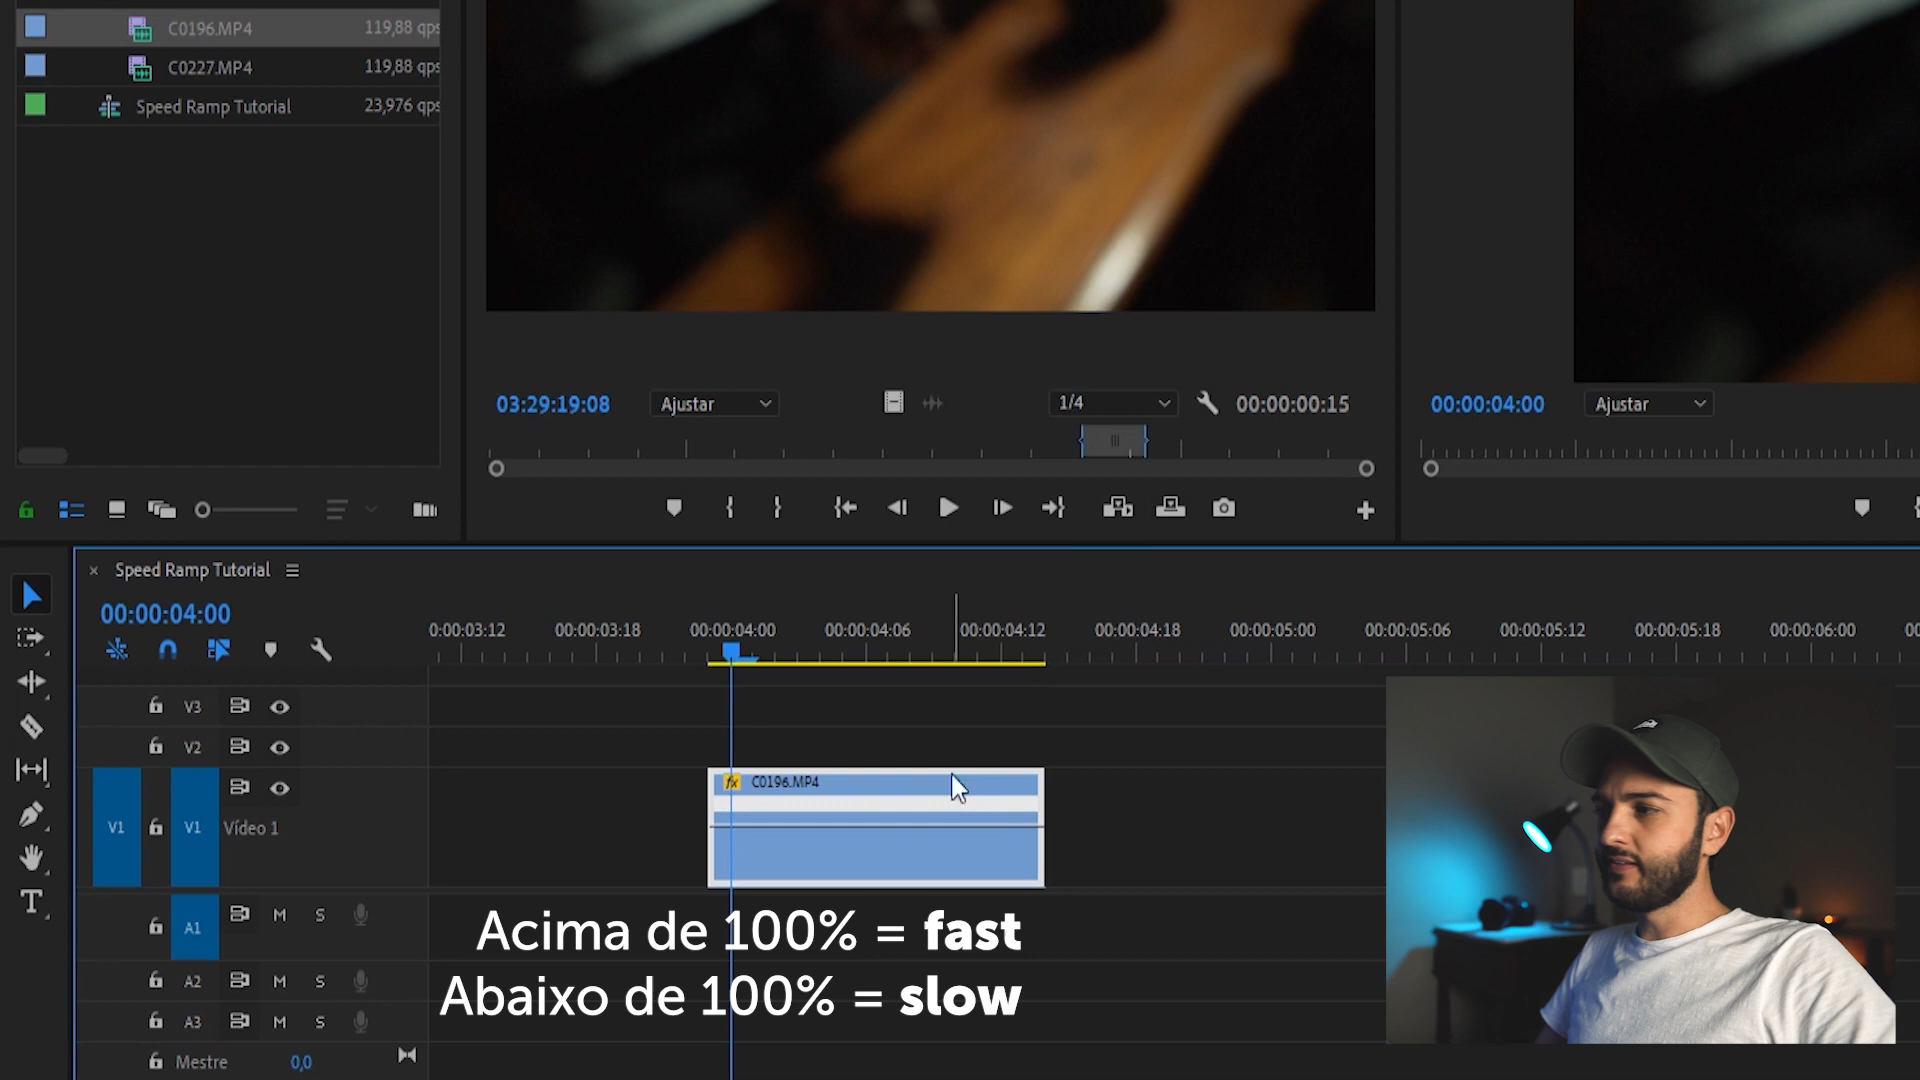 C0196.MP4 119,88 qps
C0227.MP4 119,88 qps
Speed Ramp Tutorial 23,976 qps
03:29:19:08 Ajustar 1/4 00:00:00:15 00:00:04:00 Ajustar
Speed Ramp Tutorial
00:00:04:00
0:00:03:12 00:00:03:18 00:00:04:00 00:00:04:06 00:00:04:12 00:00:04:18 00:00:05:00 00:00:05:06 00:00:05:12 00:00:05:18 00:00:06:00 00
V3
V2
fx C0196.MP4
V1 V1 Vídeo 1
A1 M S
Acima de 100% = fast
A2 M S
Abaixo de 100% = slow
A3 M S
Mestre 0,0